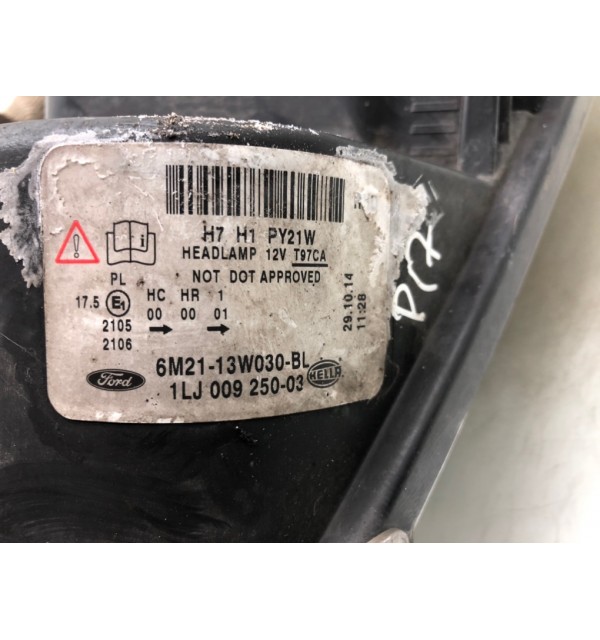 H7 H1 PY21W
HEADLAMP 12V T97CA
NOT DOT APPROVED
PL
17.5 E1 HC HR 1
00 00 01
2105
2106
29.10.14
11:28
6M21-13W030-BL
Ford
1LJ 009 250-03 HELLA